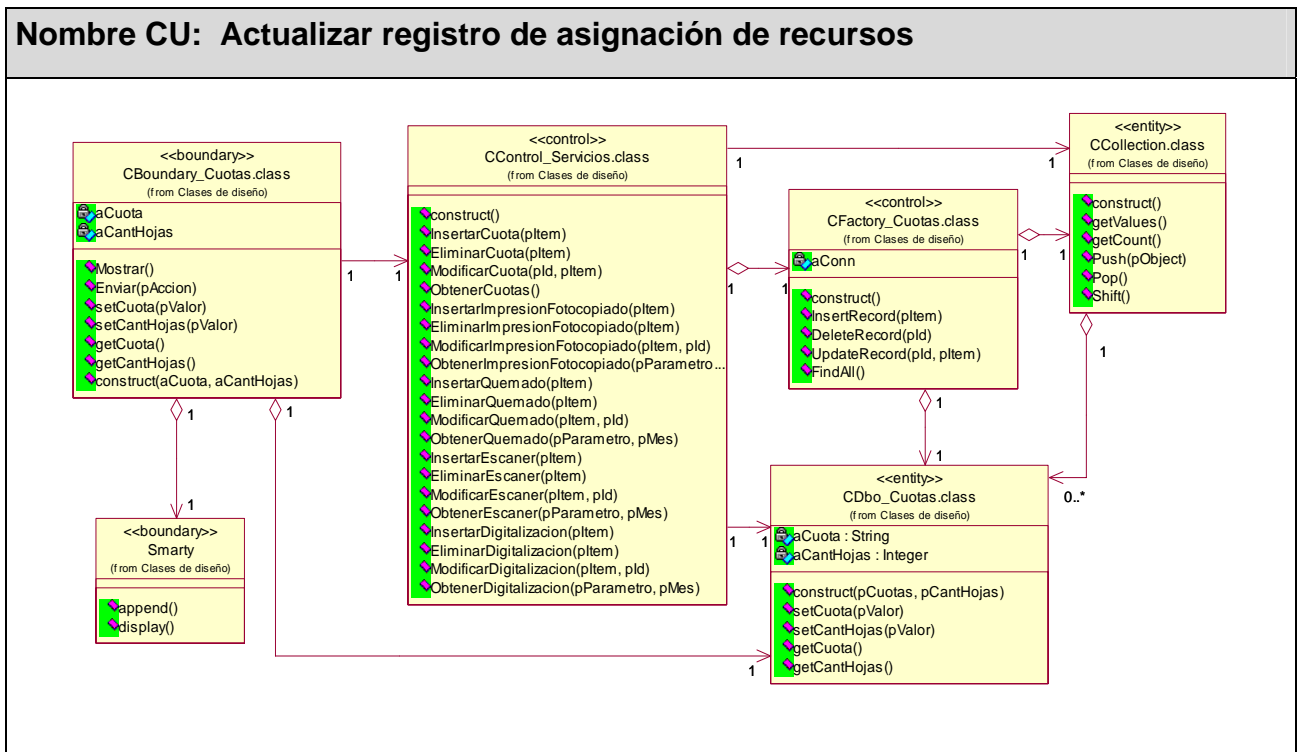 Nombre CU: Actualizar registro de asignación de recursos
<<boundary>>
CBoundary_Cuotas.class
(from Clases de diseño)
aCuota
aCantHojas
Mostrar()
Enviar(pAccion)
setCuota(pValor)
setCantHojas(pValor)
getCuota()
getCantHojas()
construct(aCuota, aCantHojas)
1
1
1
1
<<boundary>>
Smarty
(from Clases de diseño)
append()
display()
1
<<control>>
CControl_Servicios.class
(from Clases de diseño)
construct()
InsertarCuota(pItem)
EliminarCuota(pItem)
ModificarCuota(pId, pItem)
ObtenerCuotas()
InsertarImpresionFotocopiado(pItem)
EliminarImpresionFotocopiado(pItem)
ModificarImpresionFotocopiado(pItem, pId)
ObtenerImpresionFotocopiado(pParametro...
InsertarQuemado(pItem)
EliminarQuemado(pItem)
ModificarQuemado(pItem, pId)
ObtenerQuemado(pParametro, pMes)
InsertarEscaner(pItem)
EliminarEscaner(pItem)
ModificarEscaner(pItem, pId)
ObtenerEscaner(pParametro, pMes)
InsertarDigitalizacion(pItem)
EliminarDigitalizacion(pItem)
ModificarDigitalizacion(pItem, pId)
ObtenerDigitalizacion(pParametro, pMes)
1
1
1
1
1
1
<<control>>
CFactory_Cuotas.class
(from Clases de diseño)
aConn
construct()
InsertRecord(pItem)
DeleteRecord(pId)
UpdateRecord(pId, pItem)
FindAll()
1
1
1
1
<<entity>>
CCollection.class
(from Clases de diseño)
construct()
getValues()
getCount()
Push(pObject)
Pop()
Shift()
1
0..*
<<entity>>
CDbo_Cuotas.class
(from Clases de diseño)
aCuota : String
aCantHojas : Integer
construct(pCuotas, pCantHojas)
setCuota(pValor)
setCantHojas(pValor)
getCuota()
getCantHojas()
1